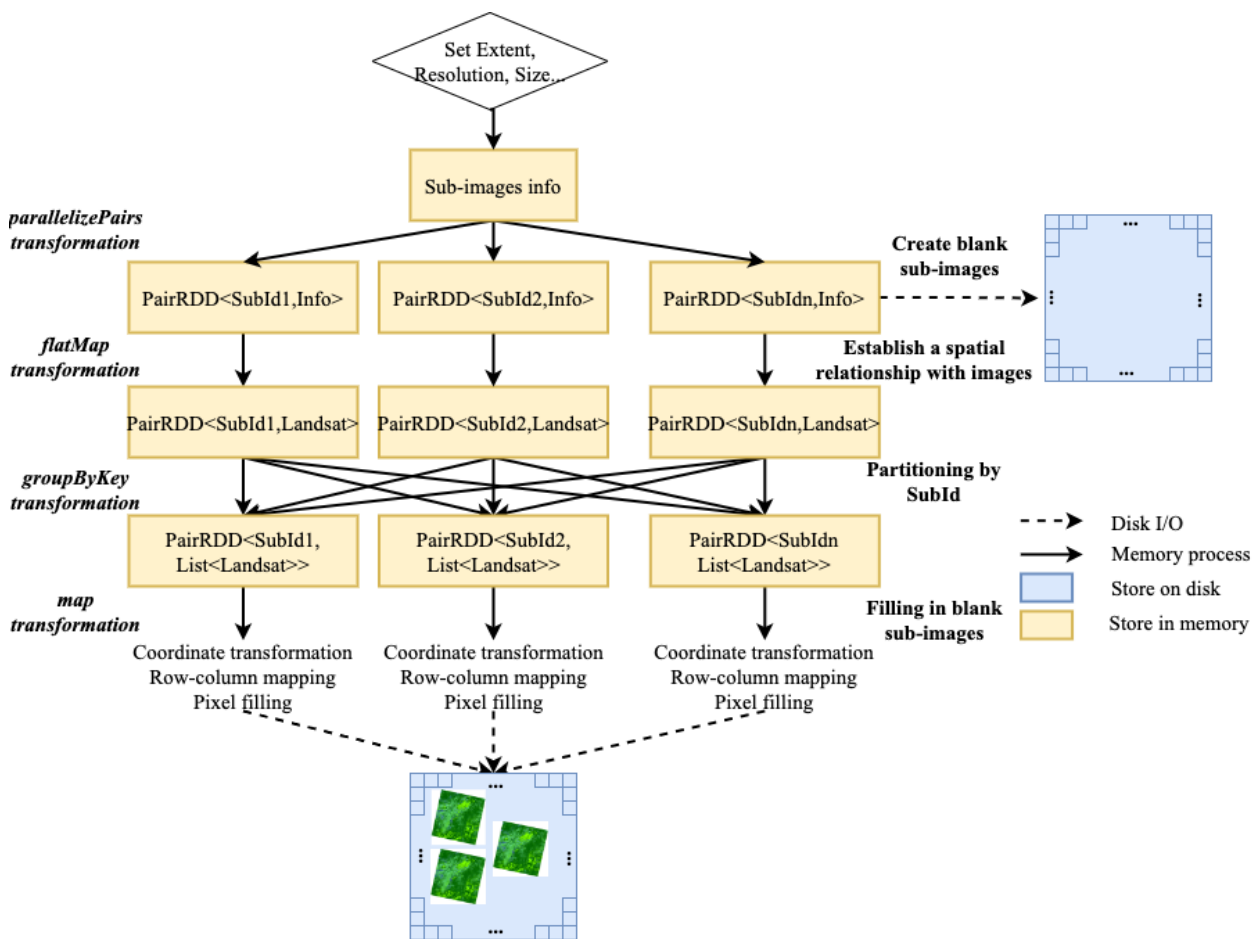 Set Extent,
Resolution, Size...
Sub-images info
parallelizePairs
transformation
Create blank
sub-images
PairRDD<SubId1,Info>
PairRDD<SubId2,Info>
PairRDD<SubIdn,Info>
flatMap
transformation
Establish a spatial
relationship with images
PairRDD<SubId1,Landsat>
PairRDD<SubId2,Landsat>
PairRDD<SubIdn,Landsat>
groupByKey
transformation
Partitioning by
SubId
PairRDD<SubId1,
List<Landsat>>
PairRDD<SubId2,
List<Landsat>>
PairRDD<SubIdn
List<Landsat>>
Disk I/O
Memory process
Store on disk
Store in memory
map
transformation
Filling in blank
sub-images
Coordinate transformation
Row-column mapping
Pixel filling
Coordinate transformation
Row-column mapping
Pixel filling
Coordinate transformation
Row-column mapping
Pixel filling